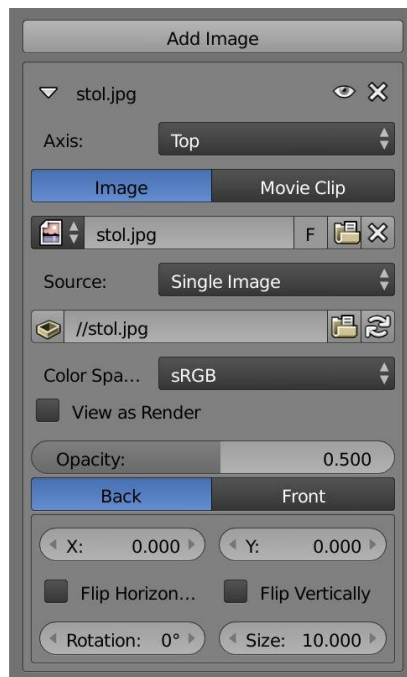 Add Image
stol.jpg
Axis: Top
Image Movie Clip
stol.jpg F
Source: Single Image
//stol.jpg
Color Spa... sRGB
View as Render
Opacity: 0.500
Back Front
X: 0.000 Y: 0.000
Flip Horizon... Flip Vertically
Rotation: 0° Size: 10.000